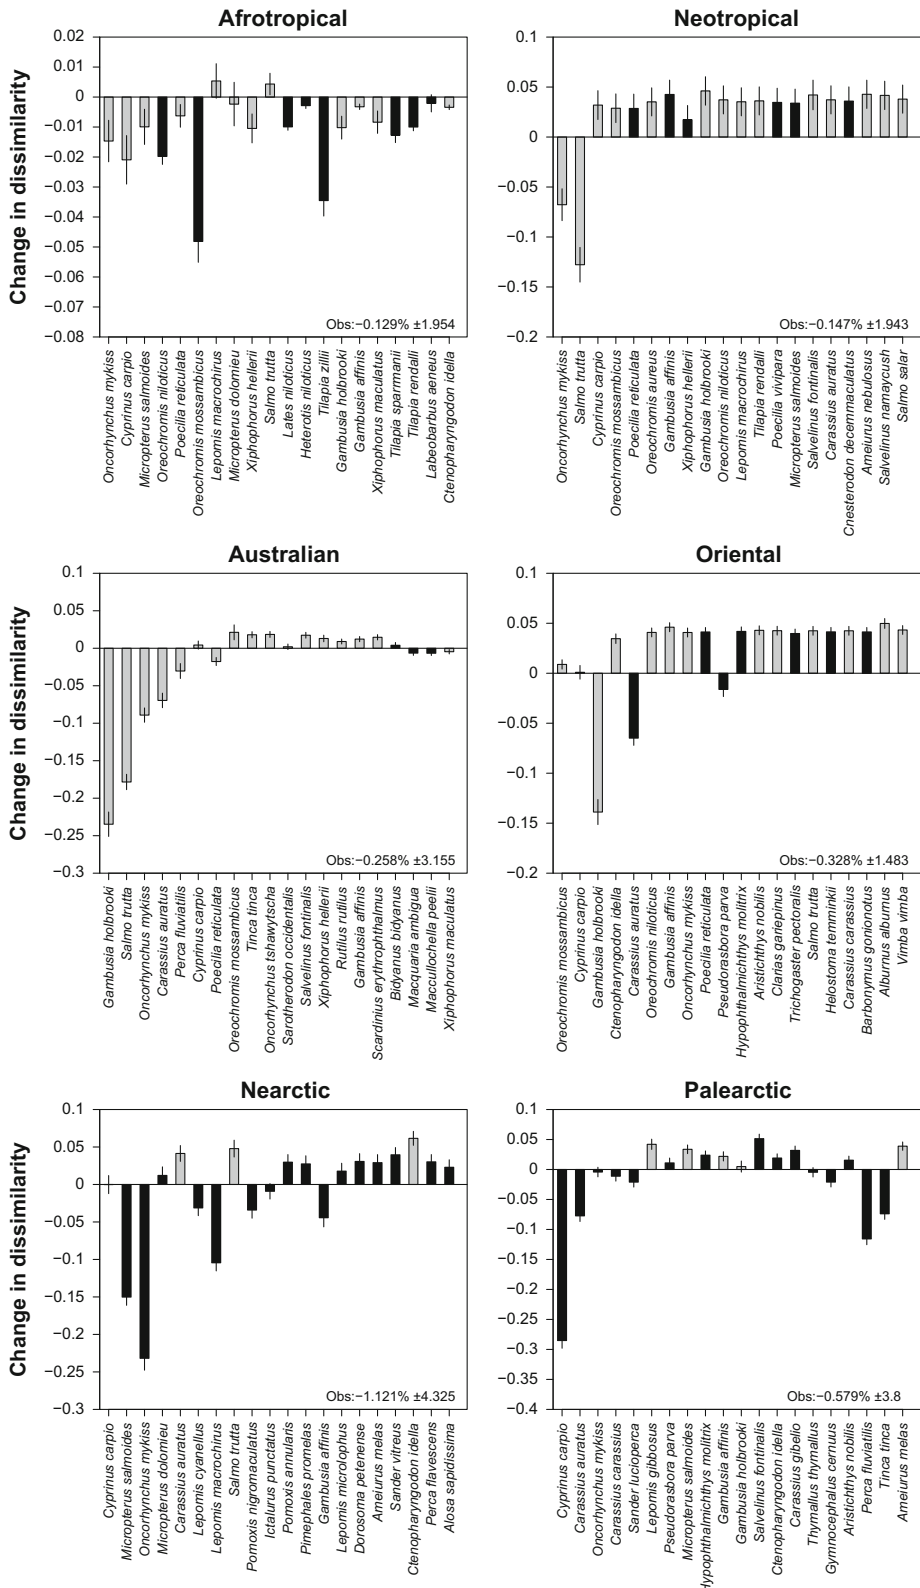 Afrotropical
Neotropical
Change in dissimilarity
0.02
0.01
0
−0.01
−0.02
−0.03
−0.04
−0.05
−0.06
−0.07
−0.08
Obs:−0.129% ±1.954
Oncorhynchus mykiss
Cyprinus carpio
Micropterus salmoides
Oreochromis niloticus
Poecilia reticulata
Oreochromis mossambicus
Lepomis macrochirus
Micropterus dolomieu
Xiphophorus hellerii
Salmo trutta
Lates niloticus
Heterotis niloticus
Tilapia zillii
Gambusia holbrooki
Gambusia affinis
Xiphophorus maculatus
Tilapia sparrmanii
Tilapia rendalli
Labeobarbus aeneus
Ctenopharyngodon idella
0.1
0.05
0
−0.05
−0.1
−0.15
−0.2
Obs:−0.147% ±1.943
Oncorhynchus mykiss
Salmo trutta
Cyprinus carpio
Oreochromis mossambicus
Poecilia reticulata
Oreochromis aureus
Gambusia affinis
Xiphophorus hellerii
Gambusia holbrooki
Oreochromis niloticus
Lepomis macrochirus
Tilapia rendalli
Poecilia vivipara
Micropterus salmoides
Salvelinus fontinalis
Carassius auratus
Cnesterodon decemmaculatus
Ameiurus nebulosus
Salvelinus namaycush
Salmo salar
Australian
Oriental
Change in dissimilarity
0.1
0.05
0
−0.05
−0.1
−0.15
−0.2
−0.25
−0.3
Obs:−0.258% ±3.155
Gambusia holbrooki
Salmo trutta
Oncorhynchus mykiss
Carassius auratus
Perca fluviatilis
Cyprinus carpio
Poecilia reticulata
Oreochromis mossambicus
Tinca tinca
Oncorhynchus tshawytscha
Sarotherodon occidentalis
Salvelinus fontinalis
Xiphophorus hellerii
Rutilus rutilus
Gambusia affinis
Scardinius erythrophthalmus
Bidyanus bidyanus
Macquaria ambigua
Maccullochella peelii
Xiphophorus maculatus
0.1
0.05
0
−0.05
−0.1
−0.15
−0.2
Obs:−0.328% ±1.483
Oreochromis mossambicus
Cyprinus carpio
Gambusia holbrooki
Ctenopharyngodon idella
Carassius auratus
Oreochromis niloticus
Gambusia affinis
Oncorhynchus mykiss
Poecilia reticulata
Pseudorasbora parva
Hypophthalmichthys molitrix
Aristichthys nobilis
Clarias gariepinus
Trichogaster pectoralis
Salmo trutta
Helostoma temminkii
Carassius carassius
Barbonymus gonionotus
Alburnus alburnus
Vimba vimba
Nearctic
Palearctic
Change in dissimilarity
0.1
0.05
0
−0.05
−0.1
−0.15
−0.2
−0.25
−0.3
Obs:−1.121% ±4.325
Cyprinus carpio
Micropterus salmoides
Oncorhynchus mykiss
Micropterus dolomieu
Carassius auratus
Lepomis cyanellus
Lepomis macrochirus
Salmo trutta
Pomoxis nigromaculatus
Ictalurus punctatus
Pomoxis annularis
Pimephales promelas
Gambusia affinis
Lepomis microlophus
Dorosoma petenense
Ameiurus melas
Sander vitreus
Ctenopharyngodon idella
Perca flavescens
Alosa sapidissima
0.1
0.05
0
−0.05
−0.1
−0.15
−0.2
−0.25
−0.3
−0.35
−0.4
Obs:−0.579% ±3.8
Cyprinus carpio
Carassius auratus
Oncorhynchus mykiss
Carassius carassius
Sander lucioperca
Lepomis gibbosus
Pseudorasbora parva
Micropterus salmoides
Hypophthalmichthys molitrix
Gambusia affinis
Gambusia holbrooki
Salvelinus fontinalis
Ctenopharyngodon idella
Carassius gibelio
Thymallus thymallus
Gymnocephalus cernuus
Aristichthys nobilis
Perca fluviatilis
Tinca tinca
Ameiurus melas